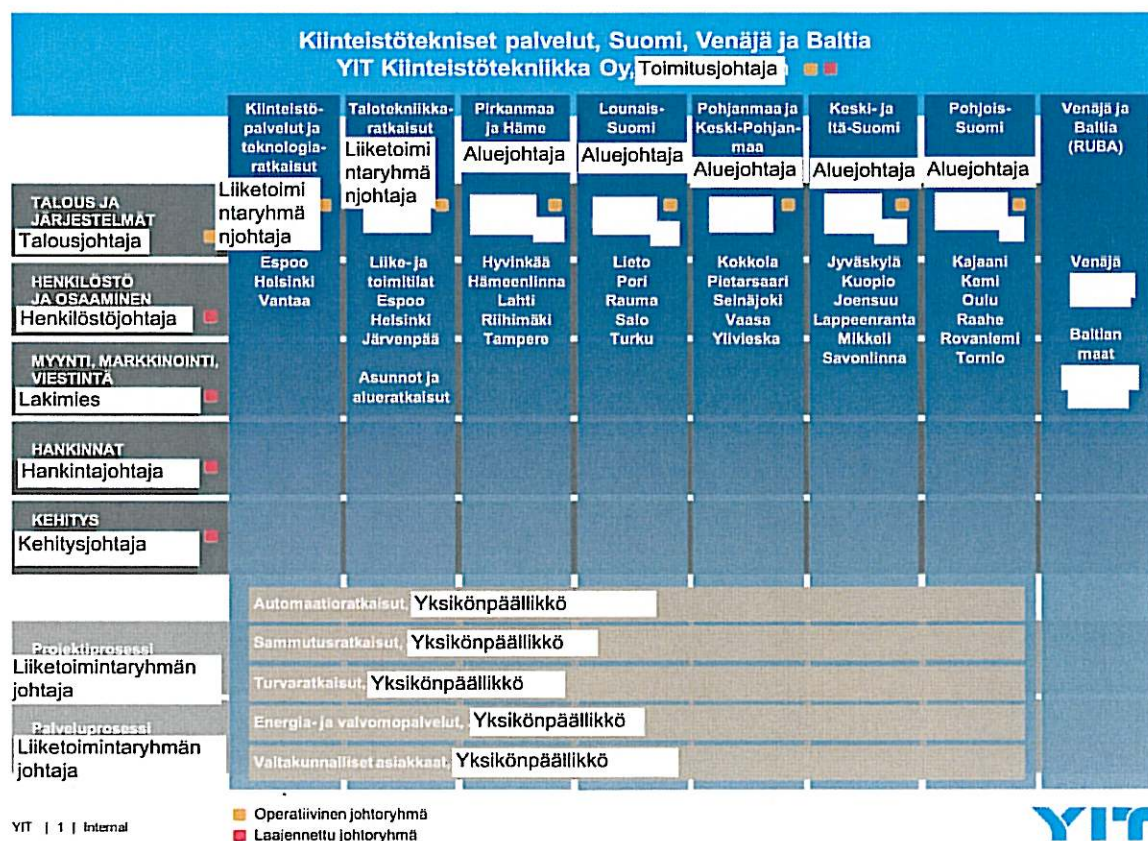 Kiinteistötekniset palvelut, Suomi, Venäjä ja Baltia
YIT Kiinteistötekniikka Oy, Toimitusjohtaja
Kiinteistö-
palvelut ja
teknologia-
ratkaisut
Liiketoimi
ntaryhmä
njohtaja
Talotekniikka-
ratkaisut
Liiketoimi
ntaryhmä
njohtaja
Pirkanmaa
ja Häme
Aluejohtaja
Lounais-
Suomi
Aluejohtaja
Pohjanmaa ja
Keski-Pohjan-
maa
Aluejohtaja
Keski- ja
Itä-Suomi
Aluejohtaja
Pohjois-
Suomi
Aluejohtaja
Venäjä ja
Baltia
(RUBA)
TALOUS JA
JÄRJESTELMÄT
Talousjohtaja
HENKILÖSTÖ
JA OSAAMINEN
Henkilöstöjohtaja
MYYNTI, MARKKINOINTI,
VIESTINTÄ
Lakimies
HANKINNAT
Hankintajohtaja
KEHITYS
Kehitysjohtaja
Espoo
Helsinki
Vantaa
Liike- ja
toimitilat
Espoo
Helsinki
Järvenpää
Asunnot ja
alueratkaisut
Hyvinkää
Hämeenlinna
Lahti
Riihimäki
Tampere
Lieto
Pori
Rauma
Salo
Turku
Kokkola
Pietarsaari
Seinäjoki
Vaasa
Ylivieska
Jyväskylä
Kuopio
Joensuu
Lappeenranta
Mikkeli
Savonlinna
Kajaani
Kemi
Oulu
Raahe
Rovaniemi
Tornio
Venäjä
Baltian
maat
Automaatioratkaisut, Yksikönpäällikkö
Sammutusratkaisut, Yksikönpäällikkö
Turvaratkaisut, Yksikönpäällikkö
Energia- ja valvomopalvelut, Yksikönpäällikkö
Valtakunnalliset asiakkaat, Yksikönpäällikkö
Projektiprosessi
Liiketoimintaryhmän
johtaja
Palveluprosessi
Liiketoimintaryhmän
johtaja
Operatiivinen johtoryhmä
Laajennettu johtoryhmä
YIT | 1 | Internal
YIT